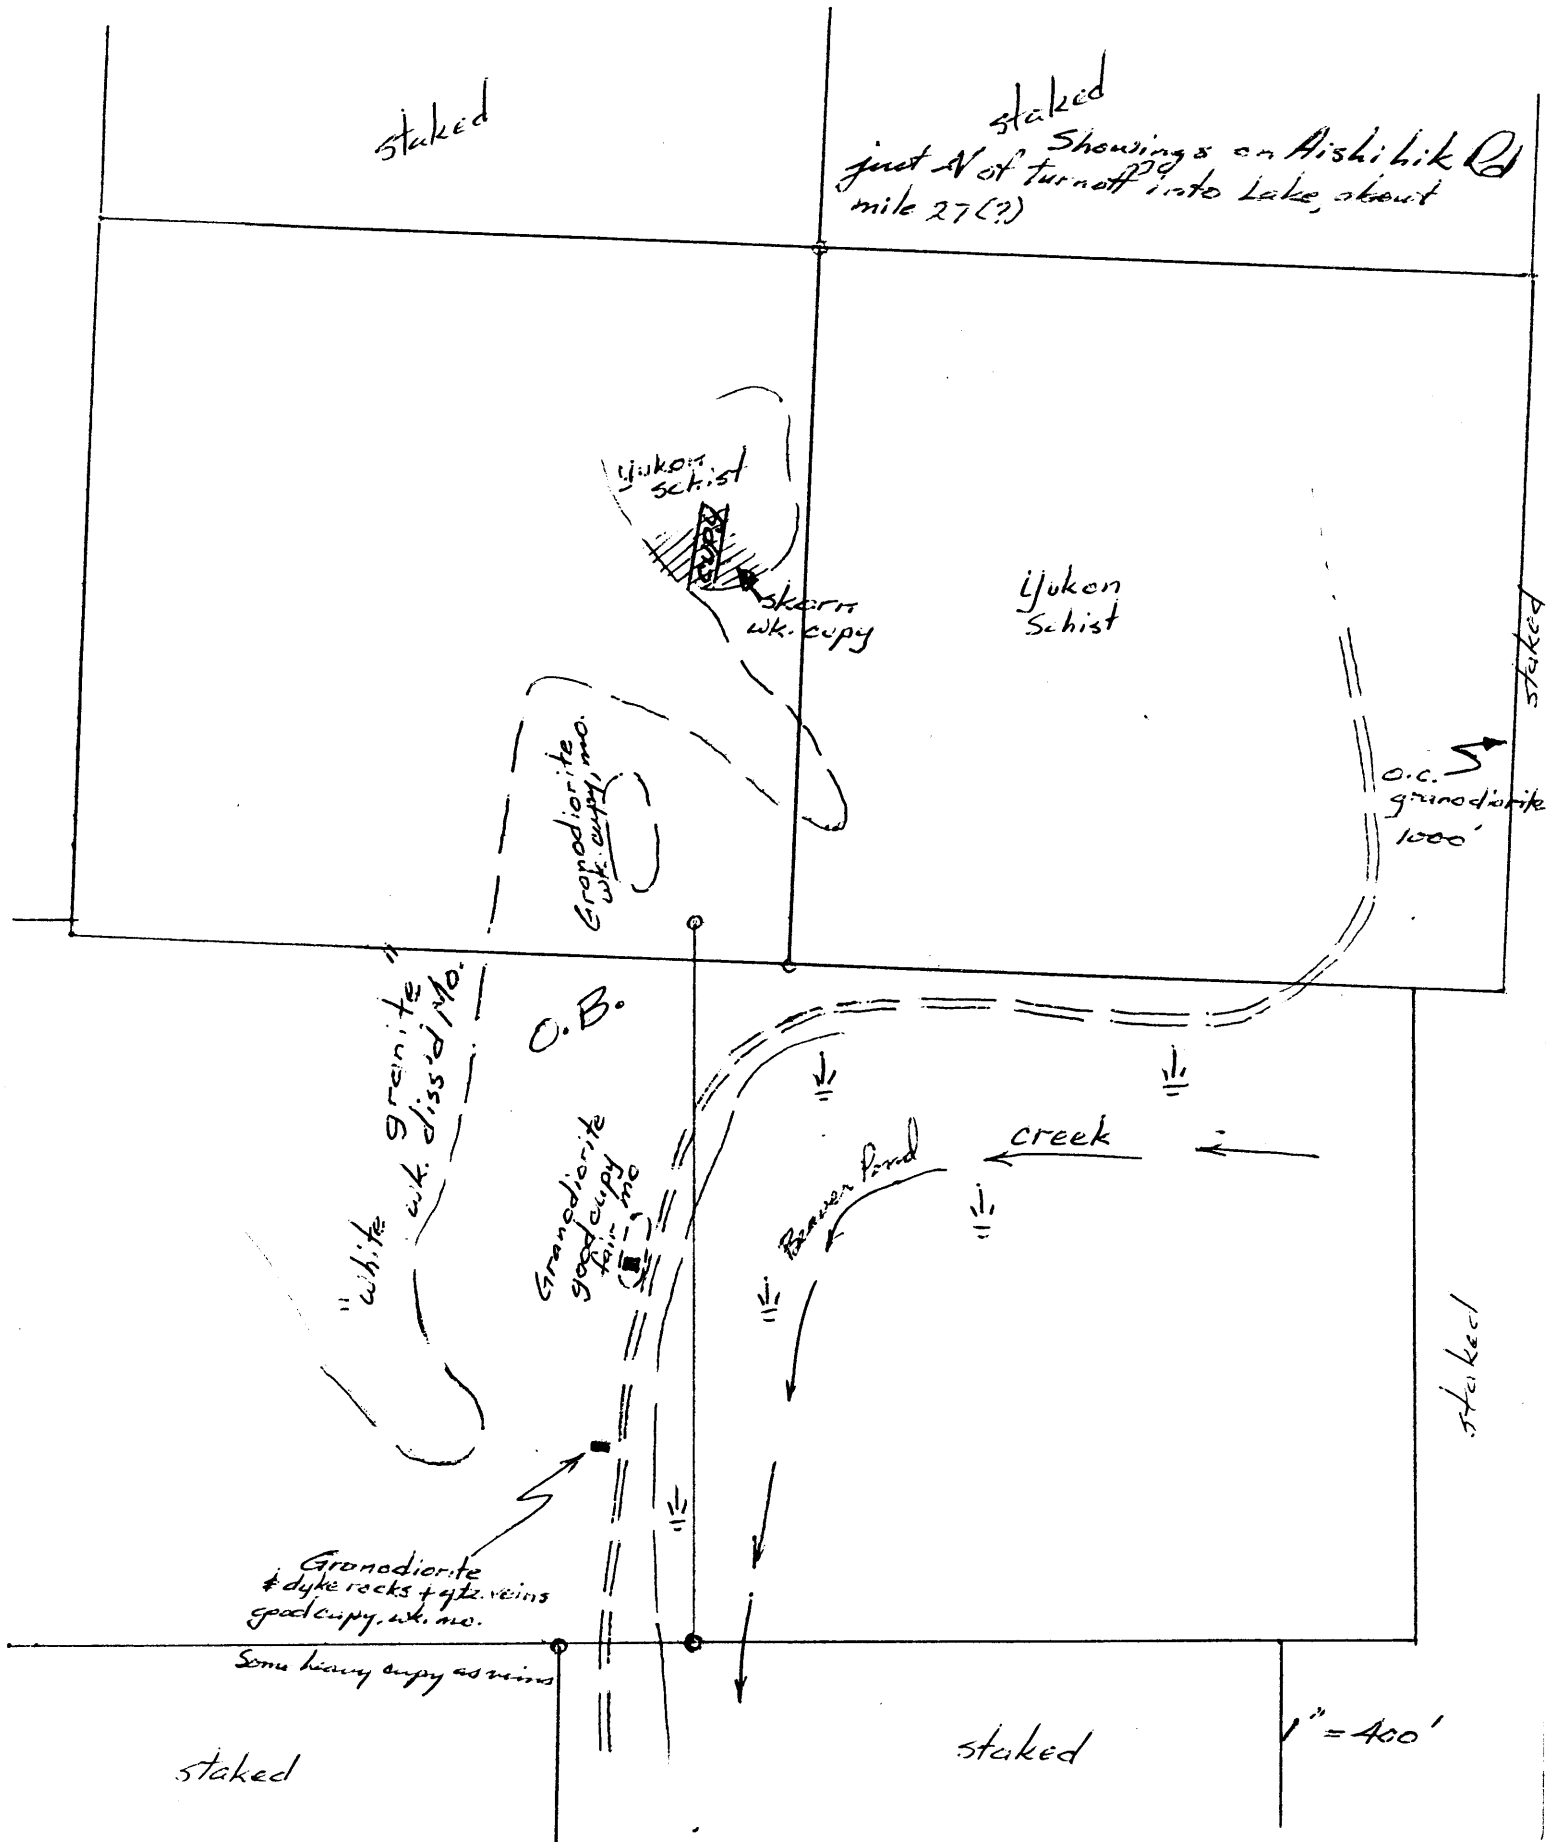 staked
staked
Showings on Aishihik Rd
just N of turnoff into Lake, about
mile 27(?)
yukon
schist
cupy
skarn
wk. cupy
Yukon
Schist
staked
o.c.
granodiorite
1000'
Granodiorite
wk. cupy, mo.
O.B.
"white granite"
wk. diss'd Mo.
Granodiorite
good cupy
fair mo
Beaver Pond
creek
staked
Granodiorite
& dyke rocks + qtz. veins
good cupy. wk. mo.
Some heavy cupy as veins
staked
staked
1" = 400'